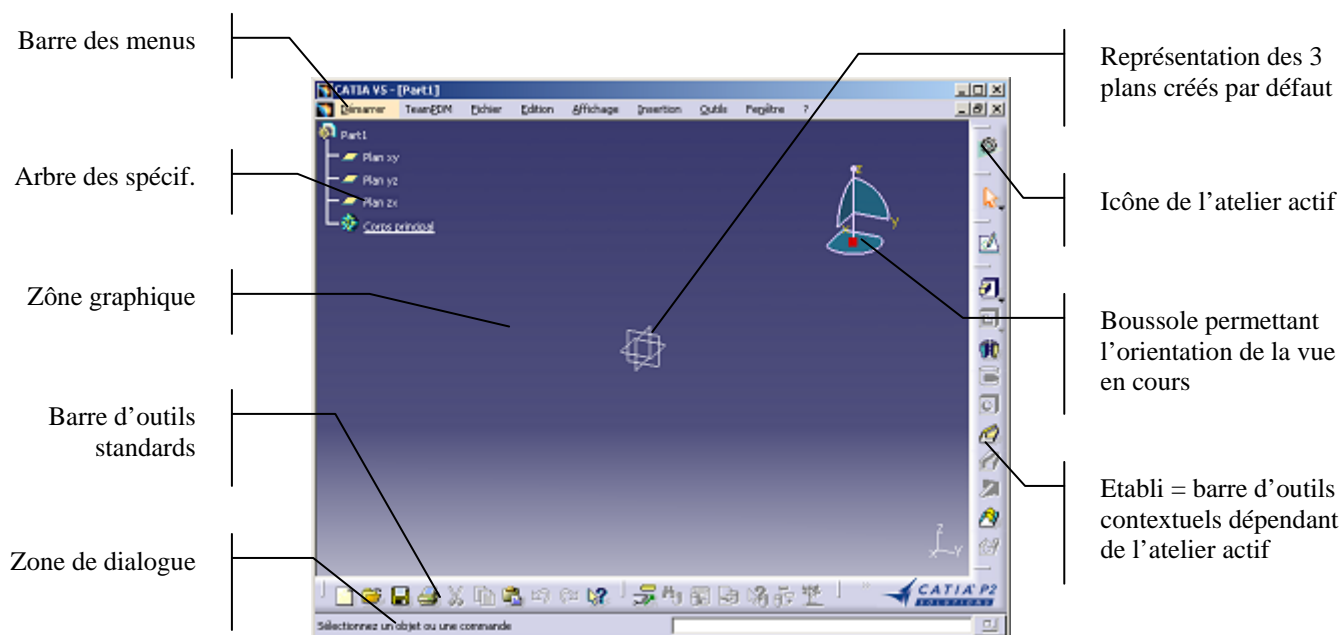 Barre des menus
Arbre des spécif.
Zône graphique
Barre d'outils
standards
Zone de dialogue
CATIA V5 - [Part1]
Démarrer TeamPDM Fichier Edition Affichage Insertion Outils Fenêtre ?
Part1
Plan xy
Plan yz
Plan zx
Corps principal
z
x
y
z
y
CATIA P2
SOLUTIONS
Sélectionnez un objet ou une commande
Représentation des 3
plans créés par défaut
Icône de l'atelier actif
Boussole permettant
l'orientation de la vue
en cours
Etabli = barre d'outils
contextuels dépendant
de l'atelier actif